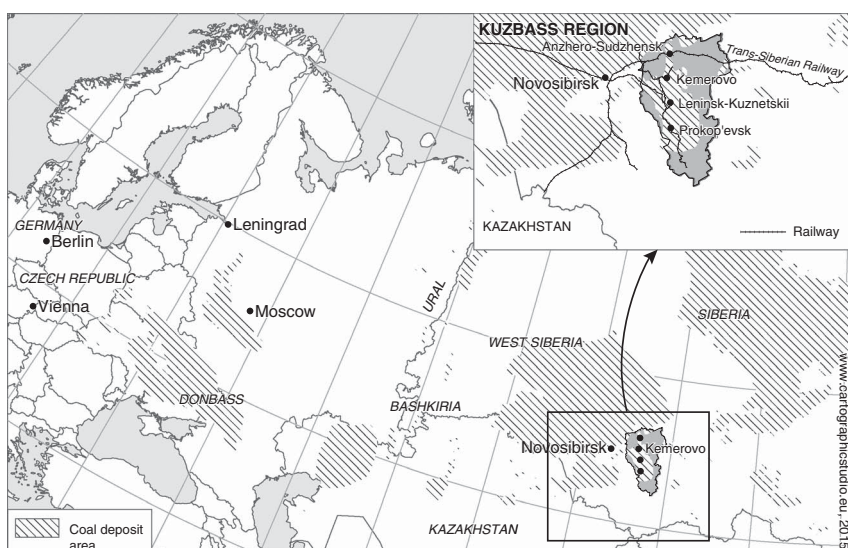 KUZBASS REGION
Anzhero-Sudzhensk
Trans-Siberian Railway
Novosibirsk
Kemerovo
Leninsk-Kuznetskii
Prokop'evsk
KAZAKHSTAN
Railway
Leningrad
GERMANY
Berlin
CZECH REPUBLIC
Vienna
Moscow
URAL
SIBERIA
WEST SIBERIA
DONBASS
BASHKIRIA
Novosibirsk
Kemerovo
KAZAKHSTAN
Coal deposit
area
www.cartographicstudio.eu, 2015